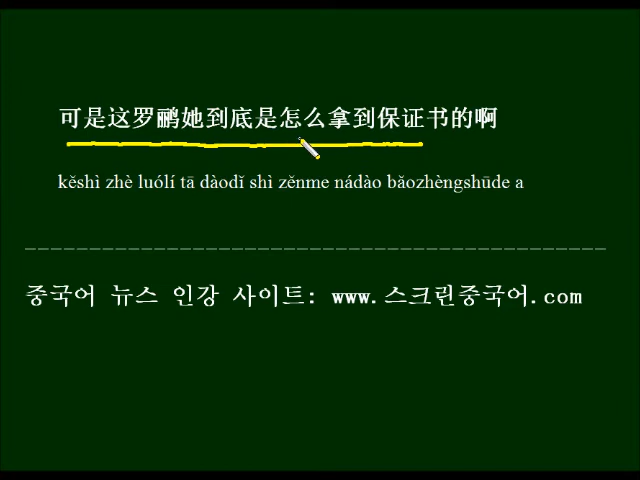 可是这罗鹂她到底是怎么拿到保证书的啊
kěshì zhè luólí tā dàodǐ shì zěnme nádào bǎozhèngshūde a
중국어 뉴스 인강 사이트: www.스크린중국어.com